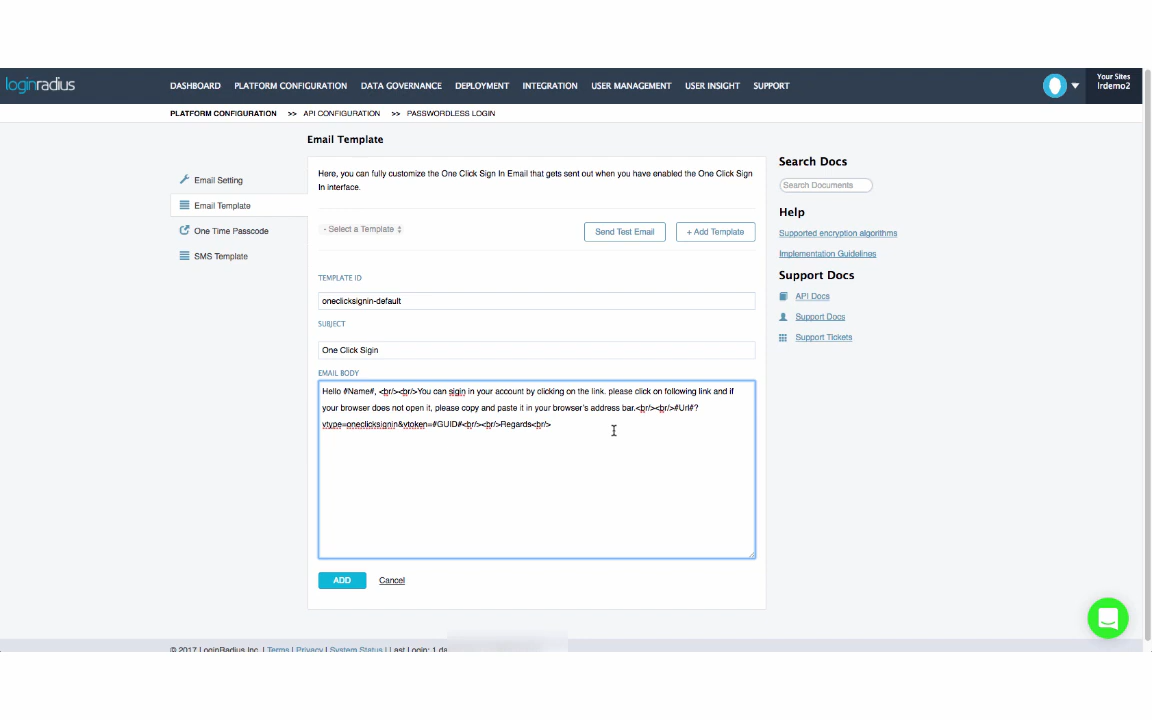 loginradius
DASHBOARD PLATFORM CONFIGURATION DATA GOVERNANCE DEPLOYMENT INTEGRATION USER MANAGEMENT USER INSIGHT SUPPORT
Your Sites
lrdemo2
PLATFORM CONFIGURATION >> API CONFIGURATION >> PASSWORDLESS LOGIN
Email Template
Email Setting
Email Template
One Time Passcode
SMS Template
Here, you can fully customize the One Click Sign In Email that gets sent out when you have enabled the One Click Sign
In interface.
- Select a Template
Send Test Email
+ Add Template
TEMPLATE ID
oneclicksignin-default
SUBJECT
One Click Sigin
EMAIL BODY
Hello #Name#, <br/><br/>You can sigin in your account by clicking on the link. please click on following link and if
your browser does not open it, please copy and paste it in your browser's address bar.<br/><br/>#Url#?
vtype=oneclicksignin&vtoken=#GUID#<br/><br/>Regards<br/>
ADD Cancel
Search Docs
Search Documents
Help
Supported encryption algorithms
Implementation Guidelines
Support Docs
API Docs
Support Docs
Support Tickets
© 2017 LoginRadius Inc. | Terms | Privacy | System Status | Last Login: 1 da